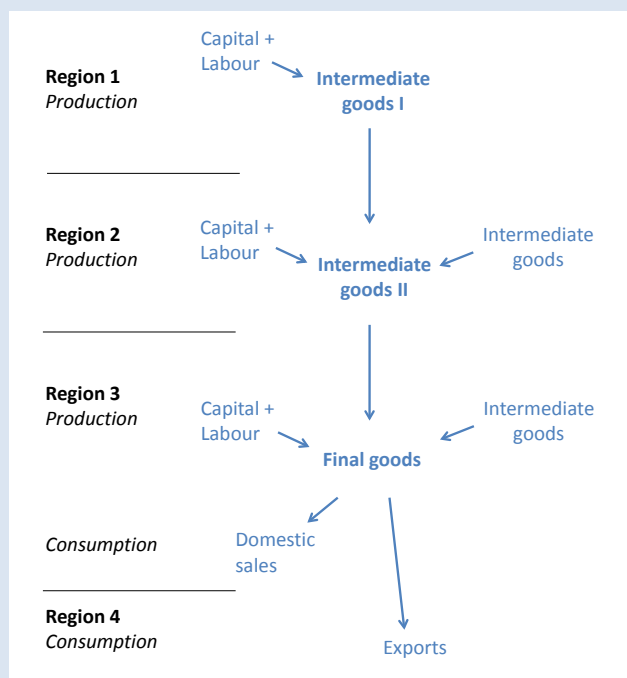 Capital +
Labour
Region 1
Production
Intermediate
goods I
Region 2
Production
Capital +
Labour
Intermediate
goods
Intermediate
goods II
Region 3
Production
Capital +
Labour
Intermediate
goods
Final goods
Consumption
Domestic
sales
Region 4
Consumption
Exports